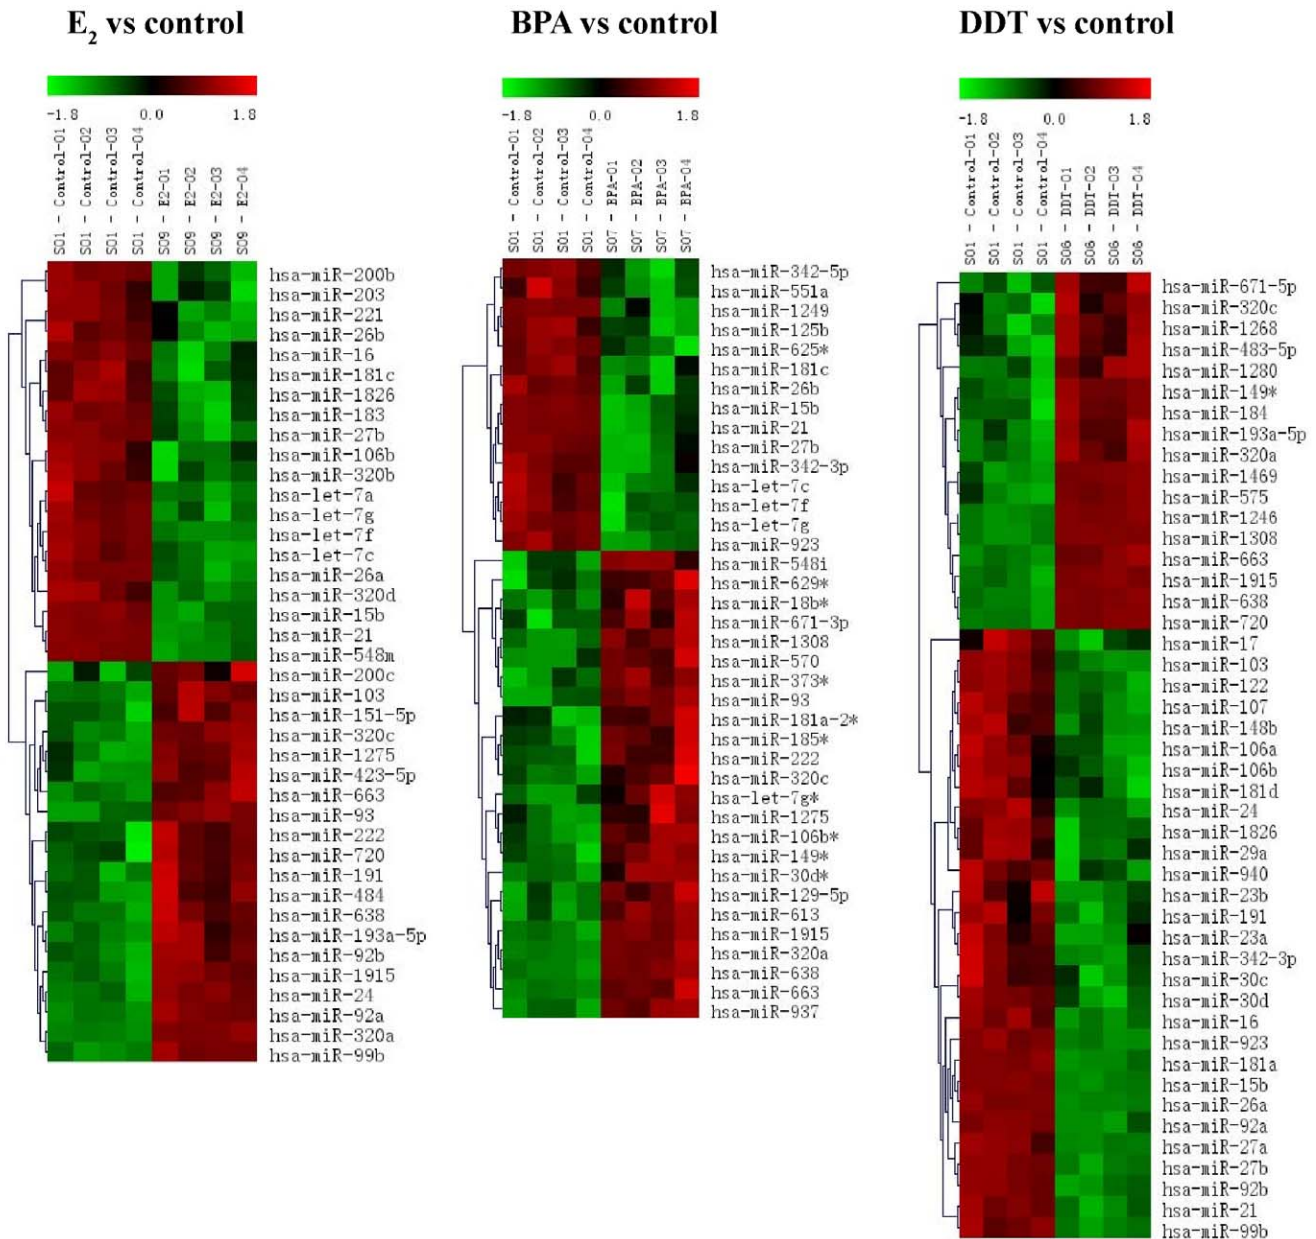 E2 vs control
-1.8 0.0 1.8
S01 - Control-01
S01 - Control-02
S01 - Control-03
S01 - Control-04
S09 - E2-01
S09 - E2-02
S09 - E2-03
S09 - E2-04
hsa-miR-200b
hsa-miR-203
hsa-miR-221
hsa-miR-26b
hsa-miR-16
hsa-miR-181c
hsa-miR-1826
hsa-miR-183
hsa-miR-27b
hsa-miR-106b
hsa-miR-320b
hsa-let-7a
hsa-let-7g
hsa-let-7f
hsa-let-7c
hsa-miR-26a
hsa-miR-320d
hsa-miR-15b
hsa-miR-21
hsa-miR-548m
hsa-miR-200c
hsa-miR-103
hsa-miR-151-5p
hsa-miR-320c
hsa-miR-1275
hsa-miR-423-5p
hsa-miR-663
hsa-miR-93
hsa-miR-222
hsa-miR-720
hsa-miR-191
hsa-miR-484
hsa-miR-638
hsa-miR-193a-5p
hsa-miR-92b
hsa-miR-1915
hsa-miR-24
hsa-miR-92a
hsa-miR-320a
hsa-miR-99b
BPA vs control
-1.8 0.0 1.8
S01 - Control-01
S01 - Control-02
S01 - Control-03
S01 - Control-04
S07 - BPA-01
S07 - BPA-02
S07 - BPA-03
S07 - BPA-04
hsa-miR-342-5p
hsa-miR-551a
hsa-miR-1249
hsa-miR-125b
hsa-miR-625*
hsa-miR-181c
hsa-miR-26b
hsa-miR-15b
hsa-miR-21
hsa-miR-27b
hsa-miR-342-3p
hsa-let-7c
hsa-let-7f
hsa-let-7g
hsa-miR-923
hsa-miR-548i
hsa-miR-629*
hsa-miR-18b*
hsa-miR-671-3p
hsa-miR-1308
hsa-miR-570
hsa-miR-373*
hsa-miR-93
hsa-miR-181a-2*
hsa-miR-185*
hsa-miR-222
hsa-miR-320c
hsa-let-7g*
hsa-miR-1275
hsa-miR-106b*
hsa-miR-149*
hsa-miR-30d*
hsa-miR-129-5p
hsa-miR-613
hsa-miR-1915
hsa-miR-320a
hsa-miR-638
hsa-miR-663
hsa-miR-937
DDT vs control
-1.8 0.0 1.8
S01 - Control-01
S01 - Control-02
S01 - Control-03
S01 - Control-04
S06 - DDT-01
S06 - DDT-02
S06 - DDT-03
S06 - DDT-04
hsa-miR-671-5p
hsa-miR-320c
hsa-miR-1268
hsa-miR-483-5p
hsa-miR-1280
hsa-miR-149*
hsa-miR-184
hsa-miR-193a-5p
hsa-miR-320a
hsa-miR-1469
hsa-miR-575
hsa-miR-1246
hsa-miR-1308
hsa-miR-663
hsa-miR-1915
hsa-miR-638
hsa-miR-720
hsa-miR-17
hsa-miR-103
hsa-miR-122
hsa-miR-107
hsa-miR-148b
hsa-miR-106a
hsa-miR-106b
hsa-miR-181d
hsa-miR-24
hsa-miR-1826
hsa-miR-29a
hsa-miR-940
hsa-miR-23b
hsa-miR-191
hsa-miR-23a
hsa-miR-342-3p
hsa-miR-30c
hsa-miR-30d
hsa-miR-16
hsa-miR-923
hsa-miR-181a
hsa-miR-15b
hsa-miR-26a
hsa-miR-92a
hsa-miR-27a
hsa-miR-27b
hsa-miR-92b
hsa-miR-21
hsa-miR-99b